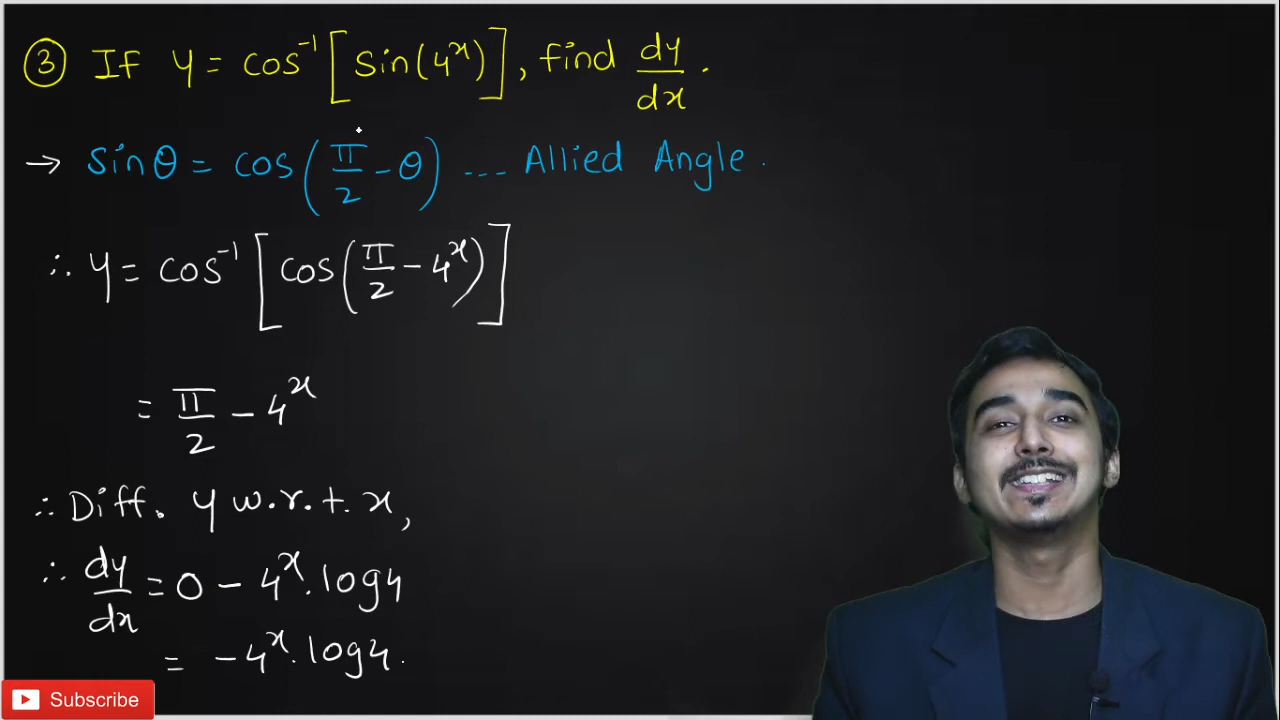 ③ If y = cos⁻¹[sin(4ˣ)], find dy/dx.
→ sinθ = cos(π/2 - θ) --- Allied Angle.
∴ y = cos⁻¹[cos(π/2 - 4ˣ)]
= π/2 - 4ˣ
∴ Diff. y w.r.t. x,
∴ dy/dx = 0 - 4ˣ.log4
= -4ˣ.log4.
Subscribe